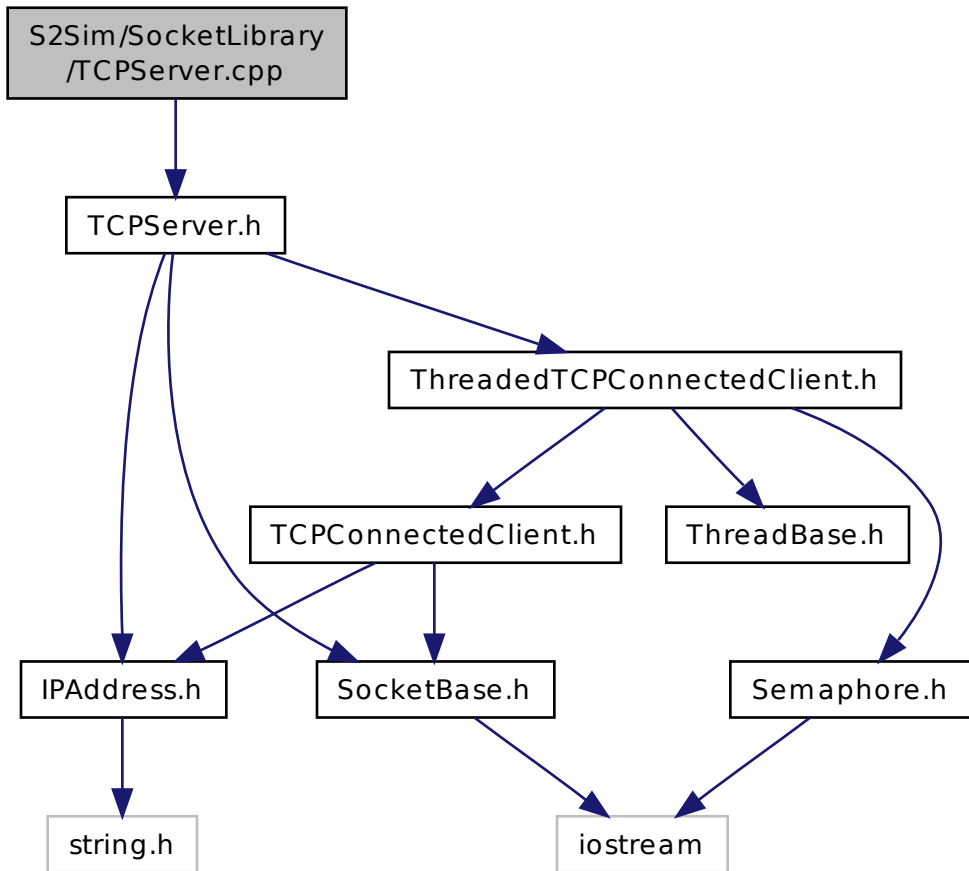 S2Sim/SocketLibrary
/TCPServer.cpp
TCPServer.h
ThreadedTCPConnectedClient.h
TCPConnectedClient.h
ThreadBase.h
IPAddress.h
SocketBase.h
Semaphore.h
string.h
iostream